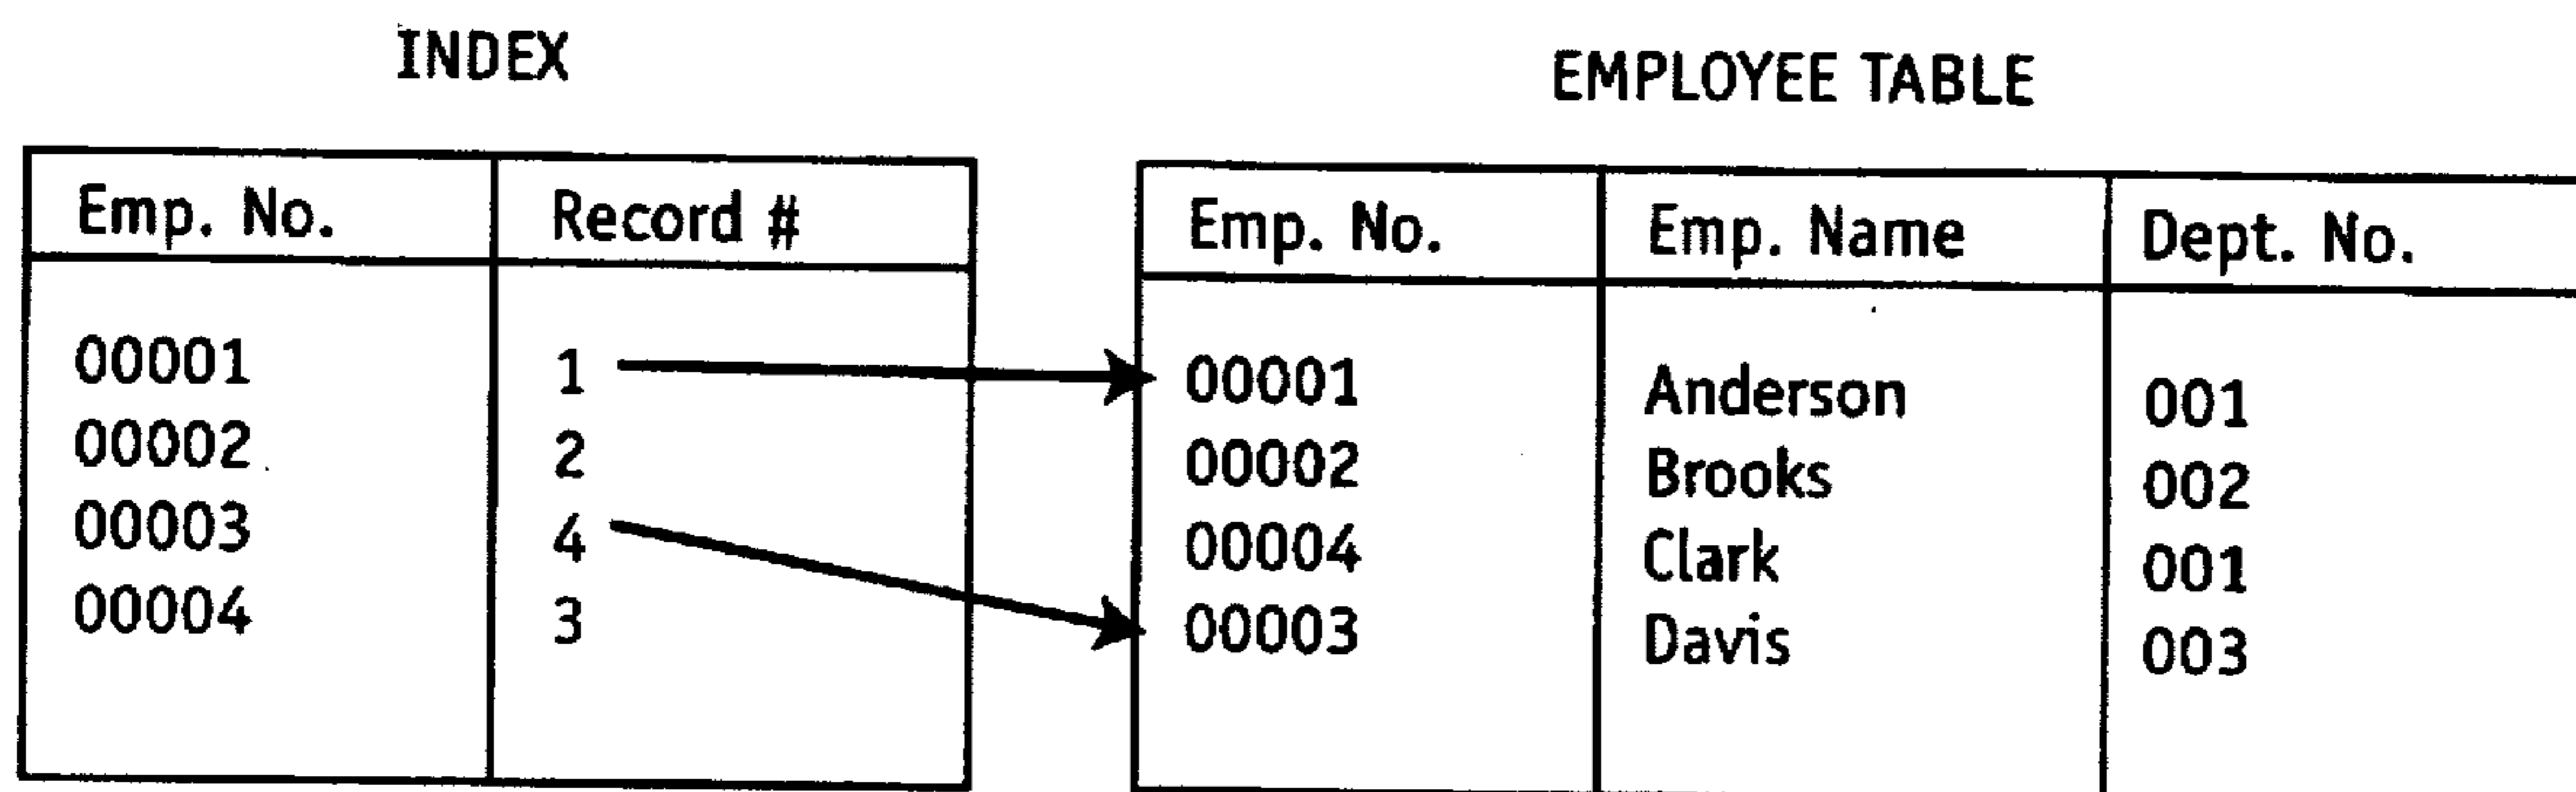 INDEX
Emp. No. Record #
00001 1
00002 2
00003 4
00004 3
EMPLOYEE TABLE
Emp. No. Emp. Name Dept. No.
00001 Anderson 001
00002 Brooks 002
00004 Clark 001
00003 Davis 003